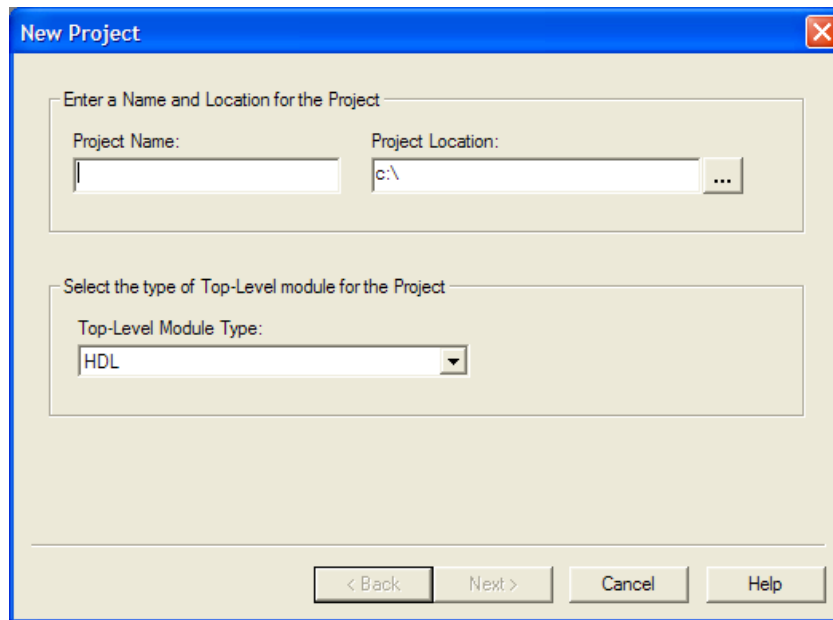 New Project
Enter a Name and Location for the Project
Project Name: Project Location:
c:\ ...
Select the type of Top-Level module for the Project
Top-Level Module Type:
HDL
< Back Next > Cancel Help